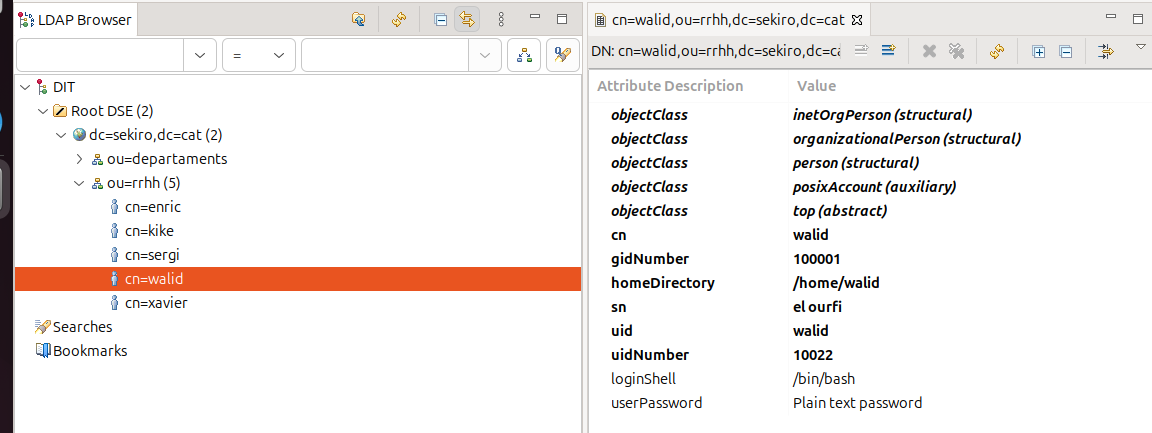 LDAP Browser
=
DIT
Root DSE (2)
dc=sekiro,dc=cat (2)
ou=departaments
ou=rrhh (5)
cn=enric
cn=kike
cn=sergi
cn=walid
cn=xavier
Searches
Bookmarks
cn=walid,ou=rrhh,dc=sekiro,dc=cat
DN: cn=walid,ou=rrhh,dc=sekiro,dc=ca
Attribute Description Value
objectClass inetOrgPerson (structural)
objectClass organizationalPerson (structural)
objectClass person (structural)
objectClass posixAccount (auxiliary)
objectClass top (abstract)
cn walid
gidNumber 100001
homeDirectory /home/walid
sn el ourfi
uid walid
uidNumber 10022
loginShell /bin/bash
userPassword Plain text password